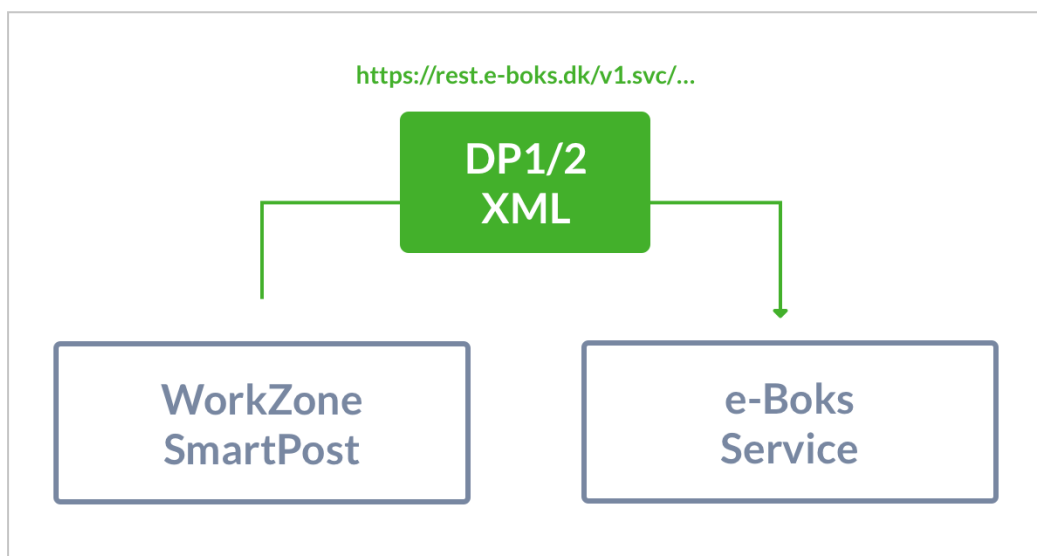 https://rest.e-boks.dk/v1.svc/...
DP1/2
XML
WorkZone
SmartPost
e-Boks
Service